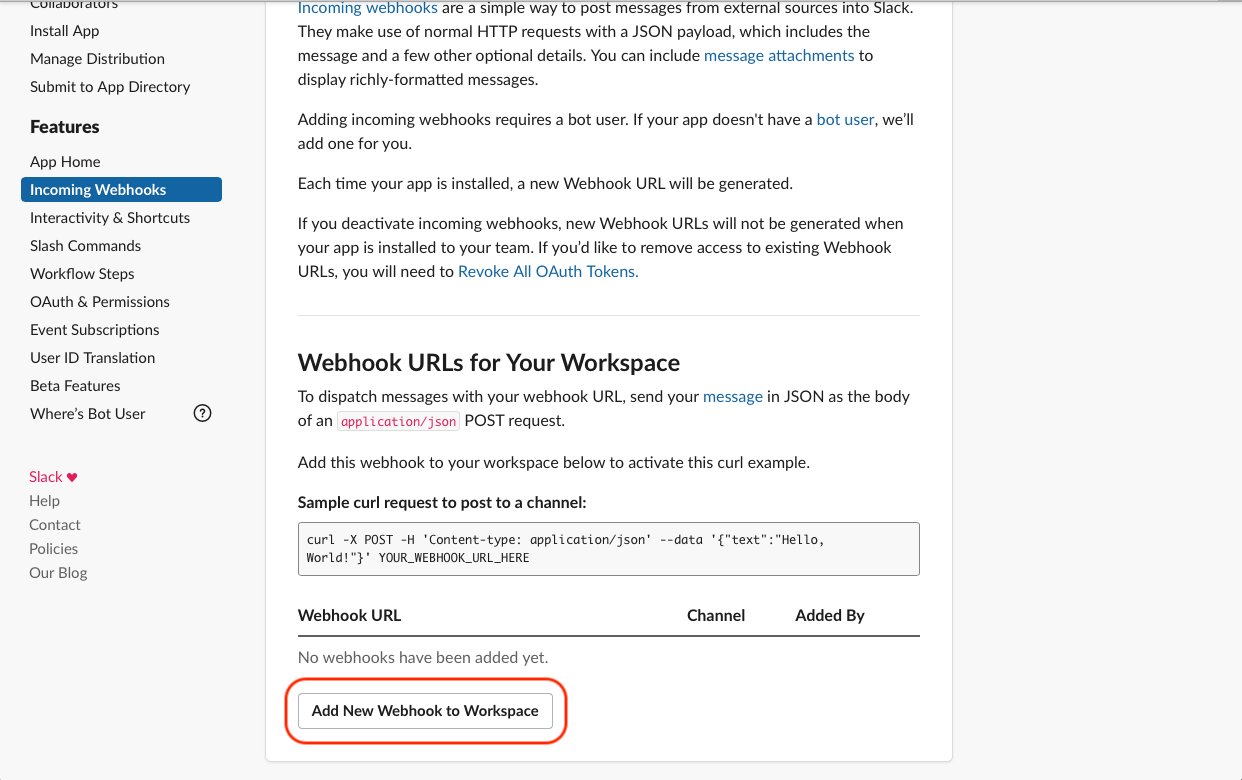 Collaborators
Install App
Manage Distribution
Submit to App Directory
Features
App Home
Incoming Webhooks
Interactivity & Shortcuts
Slash Commands
Workflow Steps
OAuth & Permissions
Event Subscriptions
User ID Translation
Beta Features
Where’s Bot User
?
Slack ♥
Help
Contact
Policies
Our Blog
Incoming webhooks are a simple way to post messages from external sources into Slack.
They make use of normal HTTP requests with a JSON payload, which includes the
message and a few other optional details. You can include message attachments to
display richly-formatted messages.
Adding incoming webhooks requires a bot user. If your app doesn't have a bot user, we’ll
add one for you.
Each time your app is installed, a new Webhook URL will be generated.
If you deactivate incoming webhooks, new Webhook URLs will not be generated when
your app is installed to your team. If you’d like to remove access to existing Webhook
URLs, you will need to Revoke All OAuth Tokens.
Webhook URLs for Your Workspace
To dispatch messages with your webhook URL, send your message in JSON as the body
of an application/json POST request.
Add this webhook to your workspace below to activate this curl example.
Sample curl request to post to a channel:
curl -X POST -H 'Content-type: application/json' --data '{"text":"Hello,
World!"}' YOUR_WEBHOOK_URL_HERE
Webhook URL Channel Added By
No webhooks have been added yet.
Add New Webhook to Workspace